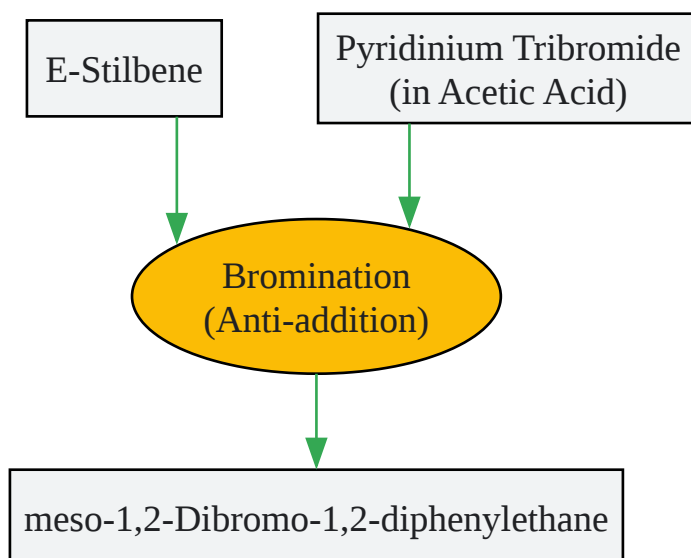 E-Stilbene
Pyridinium Tribromide
(in Acetic Acid)
Bromination
(Anti-addition)
meso-1,2-Dibromo-1,2-diphenylethane